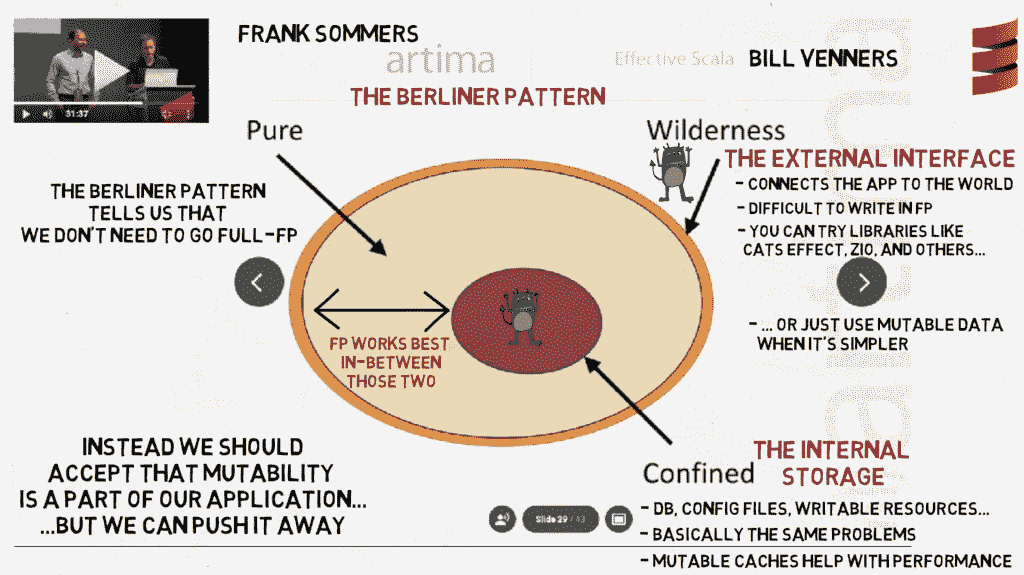 31:37
FRANK SOMMERS
artima
Effective Scala
BILL VENNERS
THE BERLINER PATTERN
Pure
Wilderness
THE EXTERNAL INTERFACE
- CONNECTS THE APP TO THE WORLD
- DIFFICULT TO WRITE IN FP
- YOU CAN TRY LIBRARIES LIKE
CATS EFFECT, ZIO, AND OTHERS...
- ... OR JUST USE MUTABLE DATA
WHEN IT'S SIMPLER
THE BERLINER PATTERN
TELLS US THAT
WE DON'T NEED TO GO FULL-FP
FP WORKS BEST
IN-BETWEEN
THOSE TWO
INSTEAD WE SHOULD
ACCEPT THAT MUTABILITY
IS A PART OF OUR APPLICATION...
...BUT WE CAN PUSH IT AWAY
Confined
THE INTERNAL
STORAGE
- DB, CONFIG FILES, WRITABLE RESOURCES...
- BASICALLY THE SAME PROBLEMS
- MUTABLE CACHES HELP WITH PERFORMANCE
Slide 29 / 43